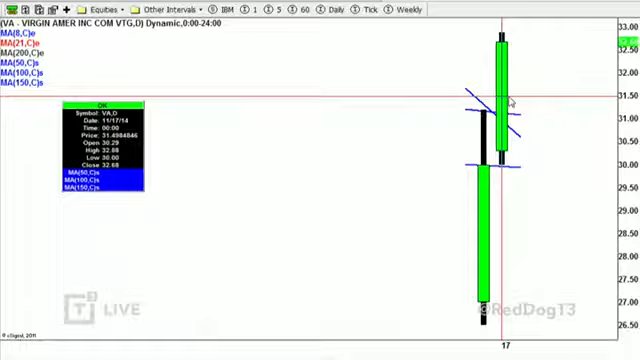 Equities
Other Intervals
IBM
1
5
60
Daily
Tick
Weekly
(VA - VIRGIN AMER INC COM VTG,D) Dynamic,0:00-24:00
MA(8,C)e
MA(21,C)e
MA(200,C)e
MA(50,C)s
MA(100,C)s
MA(150,C)s
OK
Symbol: VA,D
Date: 11/17/14
Time: 00:00
Price: 31.4984846
Open 30.29
High 32.88
Low 30.00
Close 32.68
MA(50,C)s
MA(100,C)s
MA(150,C)s
33.00
32.50
32.00
31.50
31.00
30.50
30.00
29.50
29.00
28.50
28.00
27.50
27.00
26.50
T3 LIVE
@RedDog13
© eSignal, 2011
17